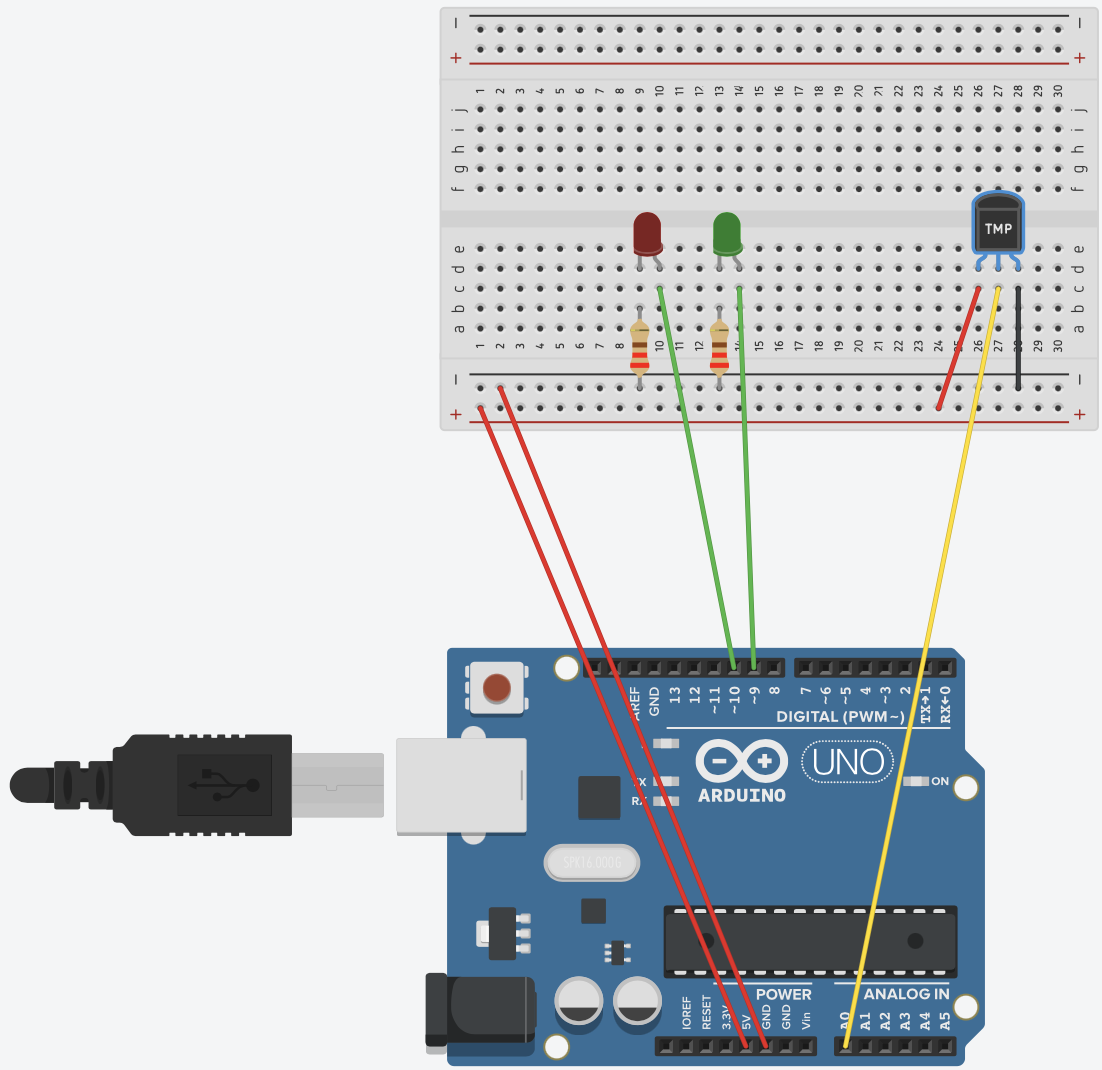 − −
+ +
1 2 3 4 5 6 7 8 9 10 11 12 13 14 15 16 17 18 19 20 21 22 23 24 25 26 27 28 29 30
j j
i i
h h
g g
f f
TMP
e e
d d
c c
b b
a a
1 2 3 4 5 6 7 8 9 10 11 12 13 14 15 16 17 18 19 20 21 22 23 24 25 26 27 28 29 30
− −
+ +
AREF GND 13 12 ~11 ~10 ~9 8 7 ~6 ~5 4 ~3 2 TX→1 RX←0
DIGITAL (PWM~)
UNO
TX
RX
ON
ARDUINO
SPK16.000G
POWER ANALOG IN
IOREF RESET 3.3V 5V GND GND Vin A0 A1 A2 A3 A4 A5